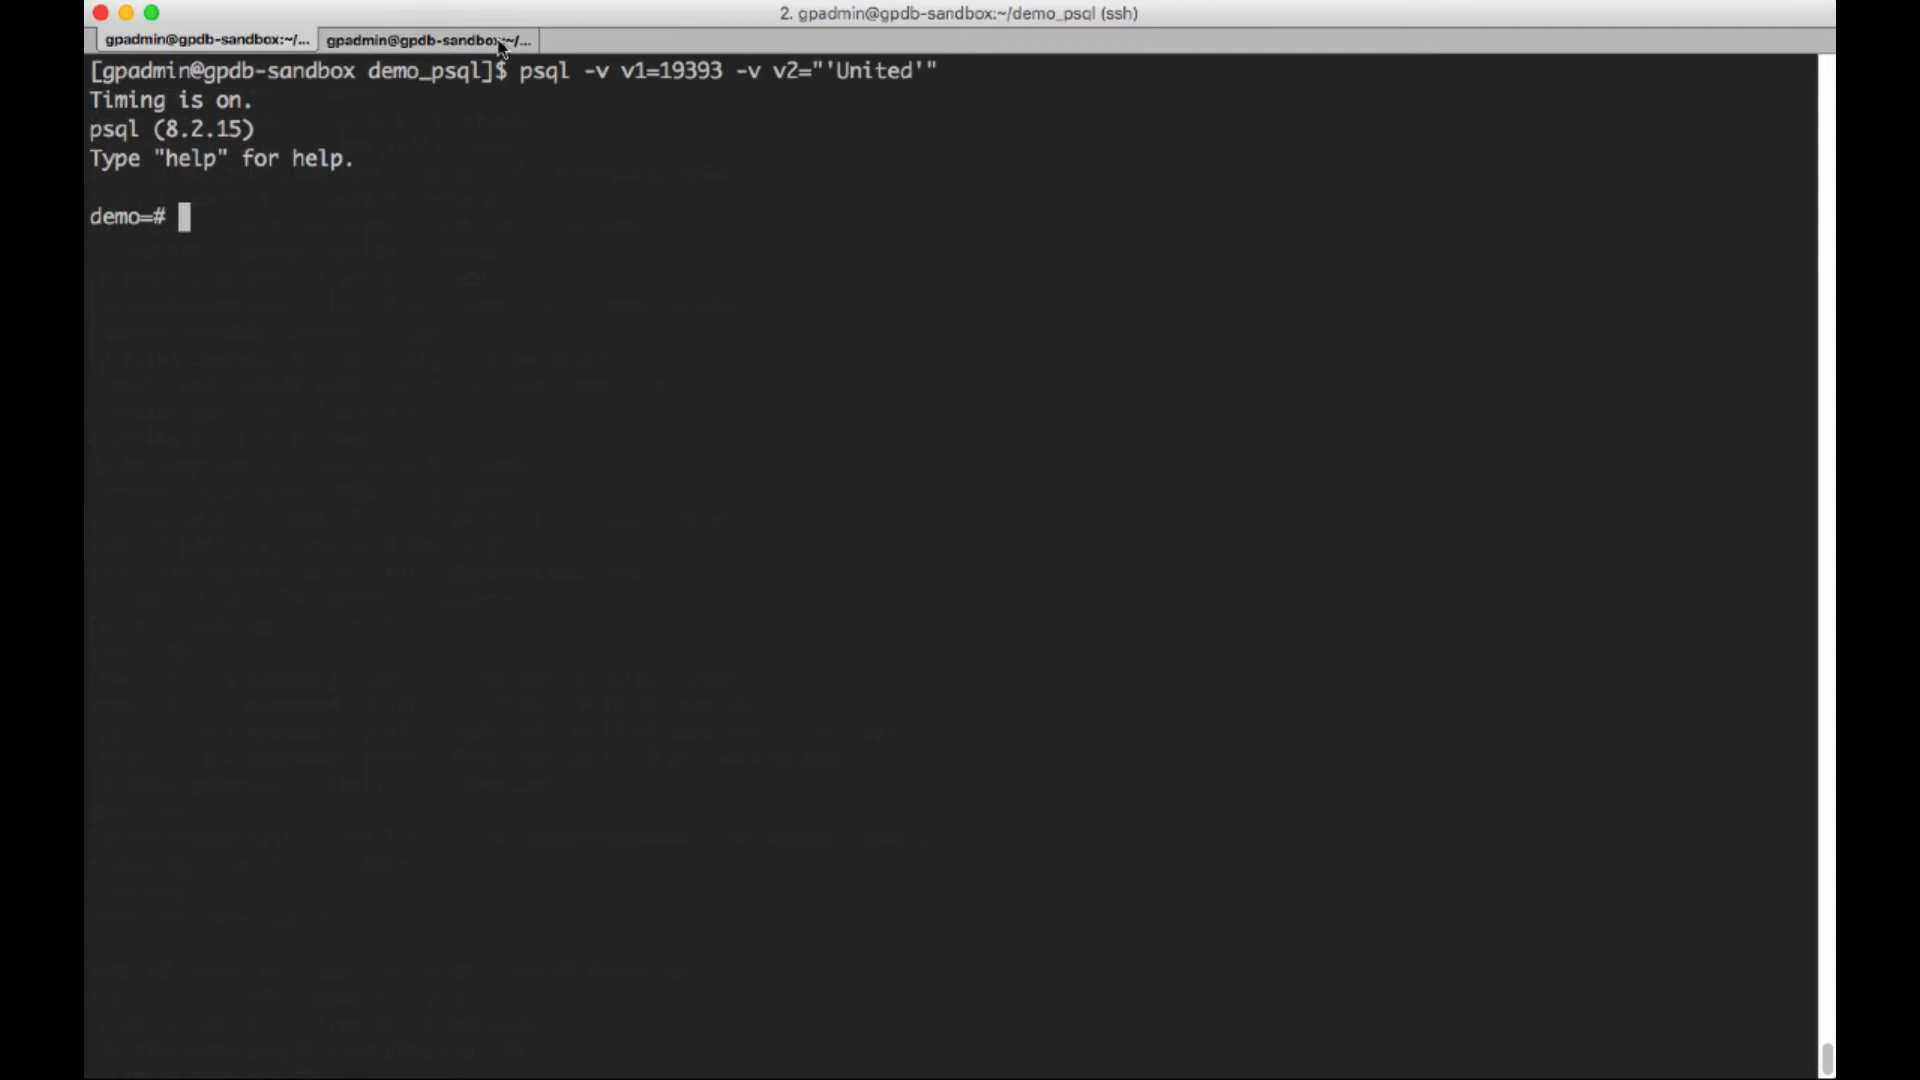 2. gpadmin@gpdb-sandbox:~/demo_psql (ssh)
gpadmin@gpdb-sandbox:~/... gpadmin@gpdb-sandbox:~/...
[gpadmin@gpdb-sandbox demo_psql]$ psql -v v1=19393 -v v2="'United'"
Timing is on.
psql (8.2.15)
Type "help" for help.
demo=#